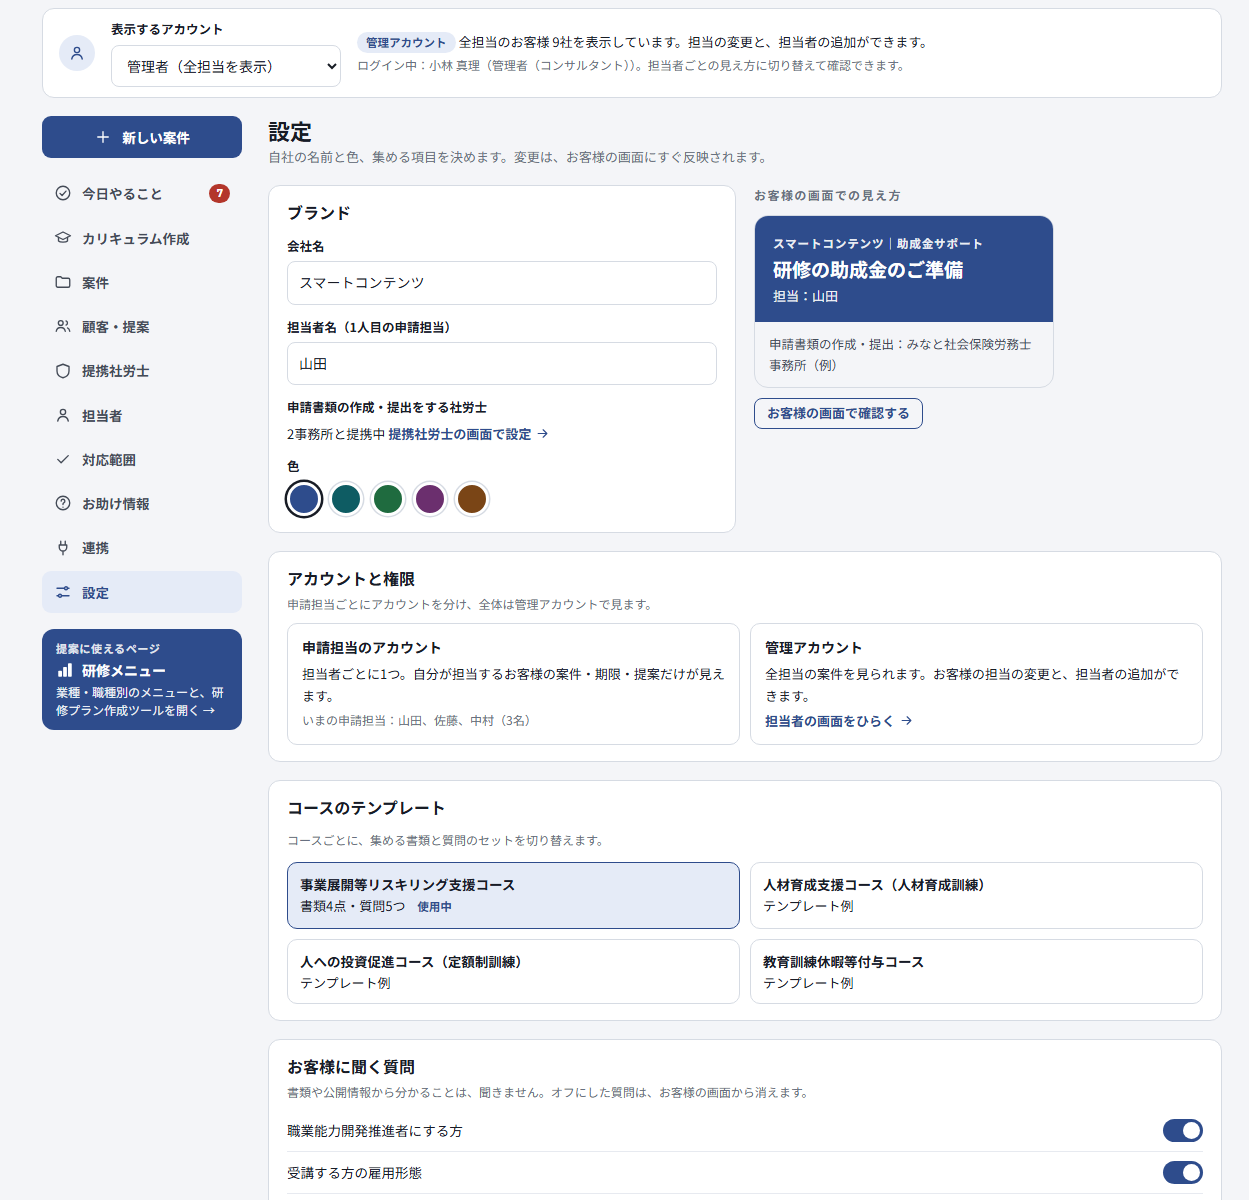 表示するアカウント
管理者（全担当を表示）
管理アカウント 全担当のお客様 9社を表示しています。担当の変更と、担当者の追加ができます。
ログイン中：小林 真理（管理者（コンサルタント））。担当者ごとの見え方に切り替えて確認できます。
新しい案件
今日やること 7
カリキュラム作成
案件
顧客・提案
提携社労士
担当者
対応範囲
お助け情報
連携
設定
提案に使えるページ
研修メニュー
業種・職種別のメニューと、研
修プラン作成ツールを開く →
設定
自社の名前と色、集める項目を決めます。変更は、お客様の画面にすぐ反映されます。
ブランド
会社名
スマートコンテンツ
担当者名（1人目の申請担当）
山田
申請書類の作成・提出をする社労士
2事務所と提携中 提携社労士の画面で設定 →
色
お客様の画面での見え方
スマートコンテンツ｜助成金サポート
研修の助成金のご準備
担当：山田
申請書類の作成・提出：みなと社会保険労務士
事務所（例）
お客様の画面で確認する
アカウントと権限
申請担当ごとにアカウントを分け、全体は管理アカウントで見ます。
申請担当のアカウント
担当者ごとに1つ。自分が担当するお客様の案件・期限・提案だけが見え
ます。
いまの申請担当：山田、佐藤、中村（3名）
管理アカウント
全担当の案件を見られます。お客様の担当の変更と、担当者の追加がで
きます。
担当者の画面をひらく →
コースのテンプレート
コースごとに、集める書類と質問のセットを切り替えます。
事業展開等リスキリング支援コース
書類4点・質問5つ 使用中
人材育成支援コース（人材育成訓練）
テンプレート例
人への投資促進コース（定額制訓練）
テンプレート例
教育訓練休暇等付与コース
テンプレート例
お客様に聞く質問
書類や公開情報から分かることは、聞きません。オフにした質問は、お客様の画面から消えます。
職業能力開発推進者にする方
受講する方の雇用形態